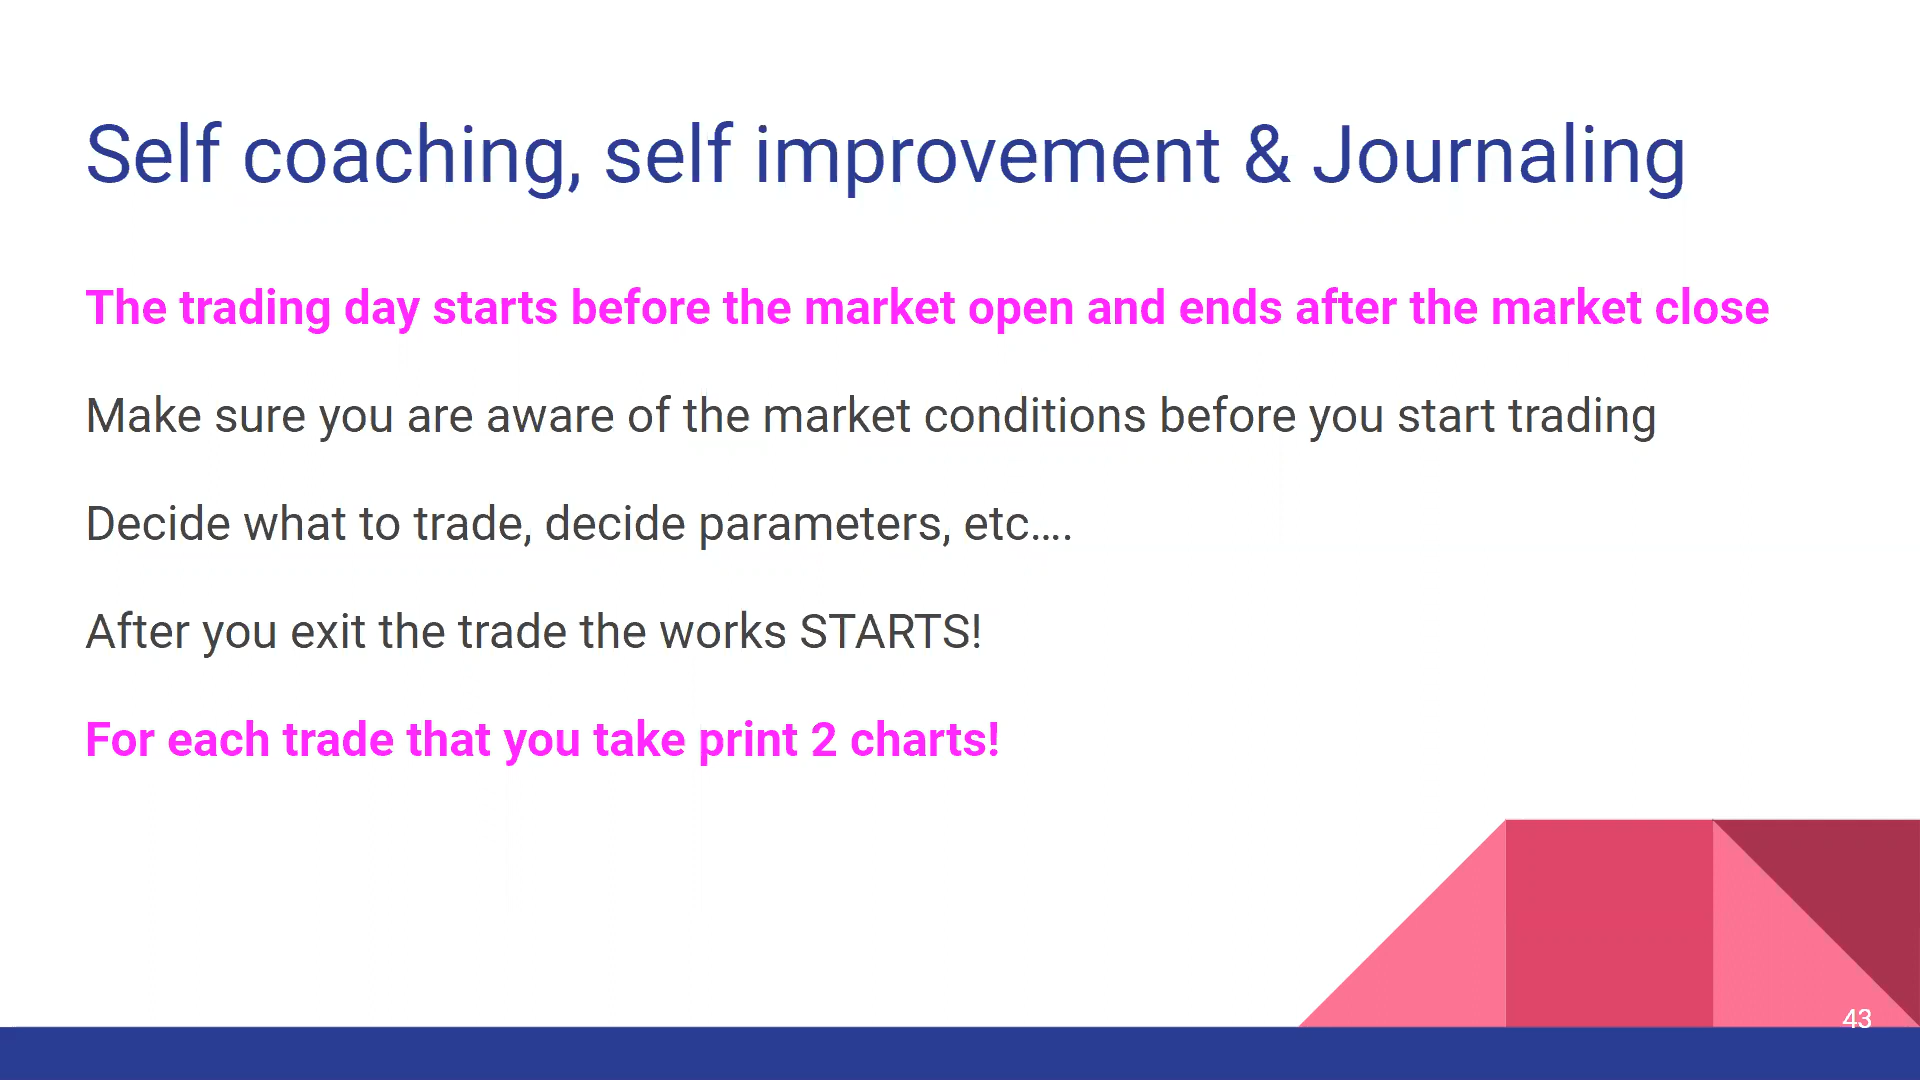 Self coaching, self improvement & Journaling
The trading day starts before the market open and ends after the market close
Make sure you are aware of the market conditions before you start trading
Decide what to trade, decide parameters, etc….
After you exit the trade the works STARTS!
For each trade that you take print 2 charts!
43